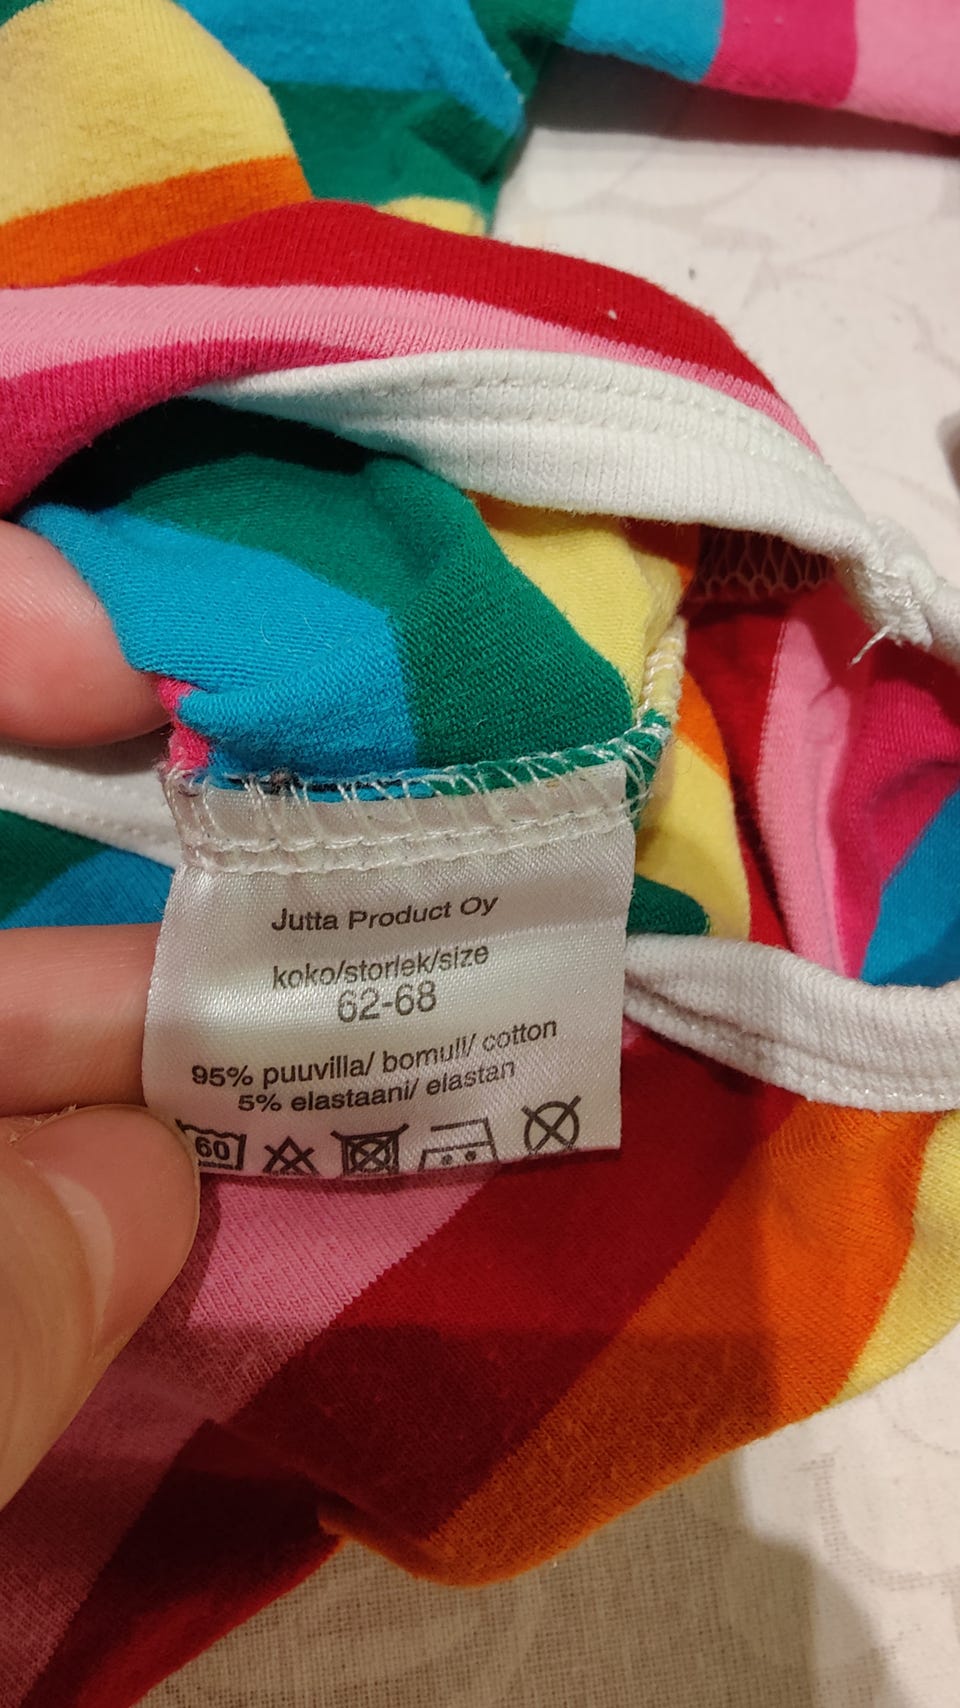 Jutta Product Oy
koko/storlek/size
62-68
95% puuvilla/ bomull/ cotton
5% elastaani/ elastan
60